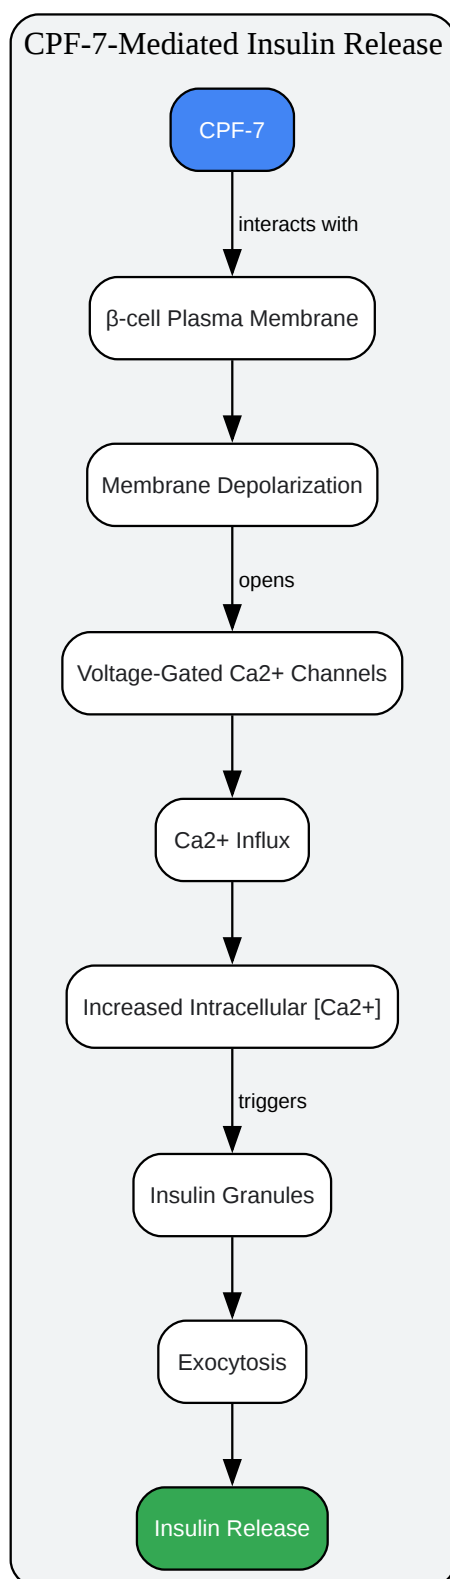 CPF-7-Mediated Insulin Release
CPF-7
interacts with
β-cell Plasma Membrane
Membrane Depolarization
opens
Voltage-Gated Ca2+ Channels
Ca2+ Influx
Increased Intracellular [Ca2+]
triggers
Insulin Granules
Exocytosis
Insulin Release